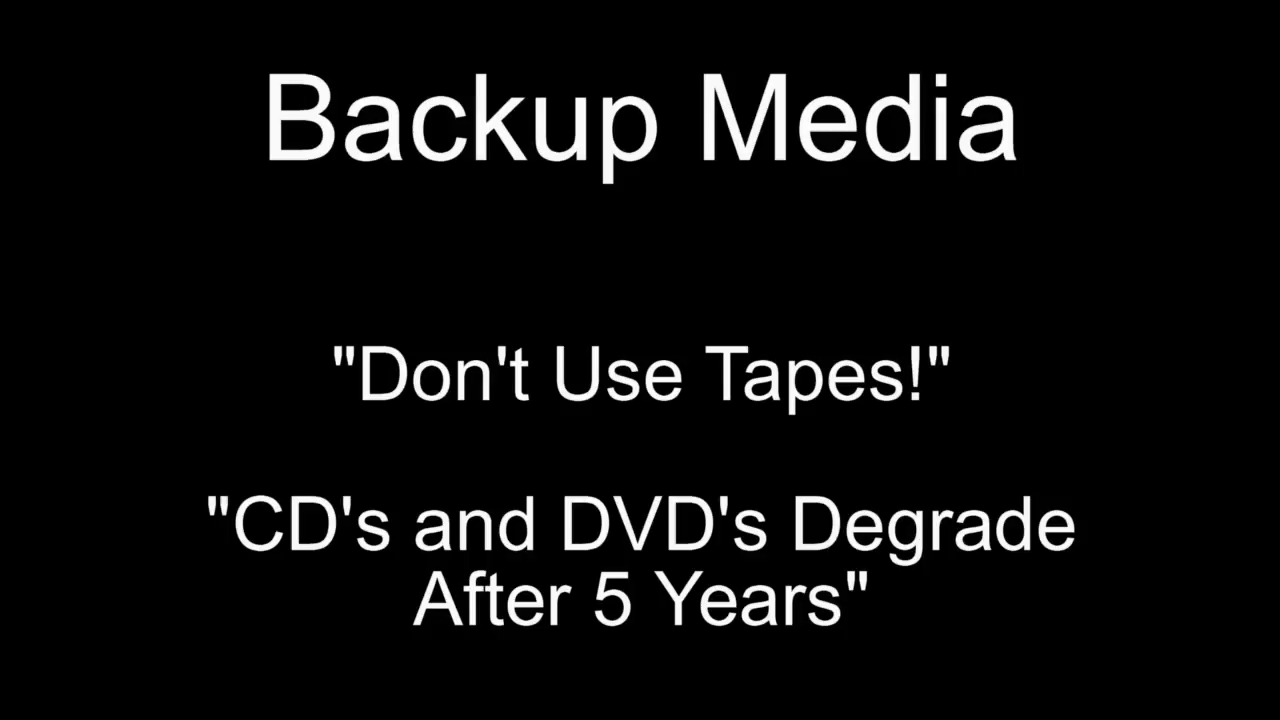 Backup Media
"Don't Use Tapes!"
"CD's and DVD's Degrade
After 5 Years"